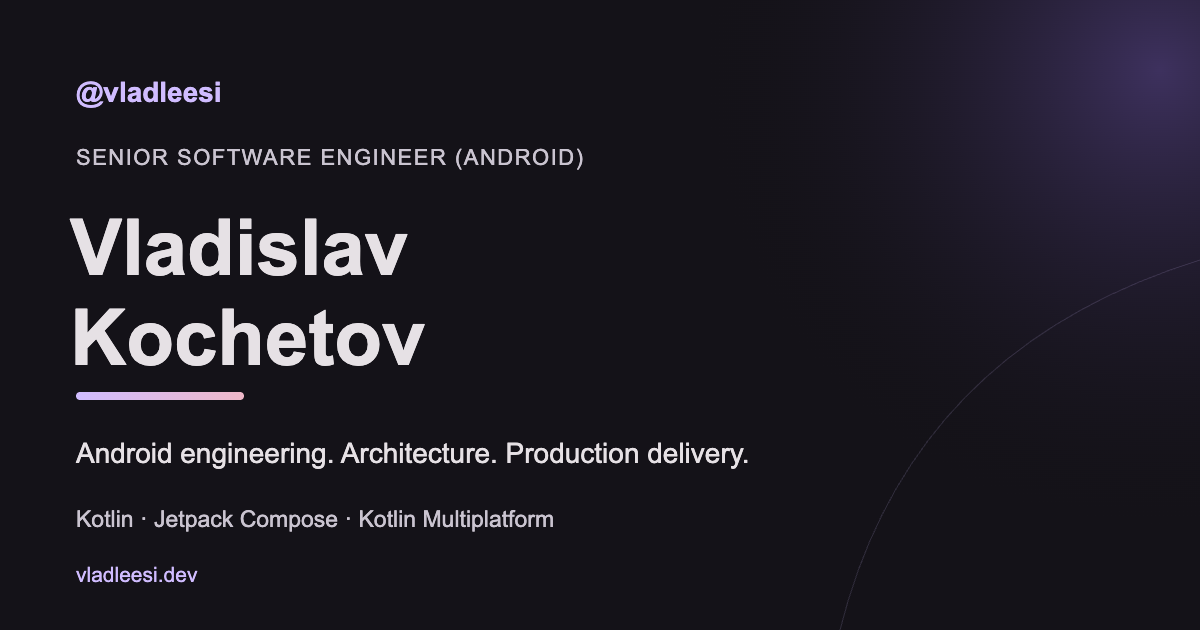 @vladleesi
SENIOR SOFTWARE ENGINEER (ANDROID)
Vladislav
Kochetov
Android engineering. Architecture. Production delivery.
Kotlin · Jetpack Compose · Kotlin Multiplatform
vladleesi.dev